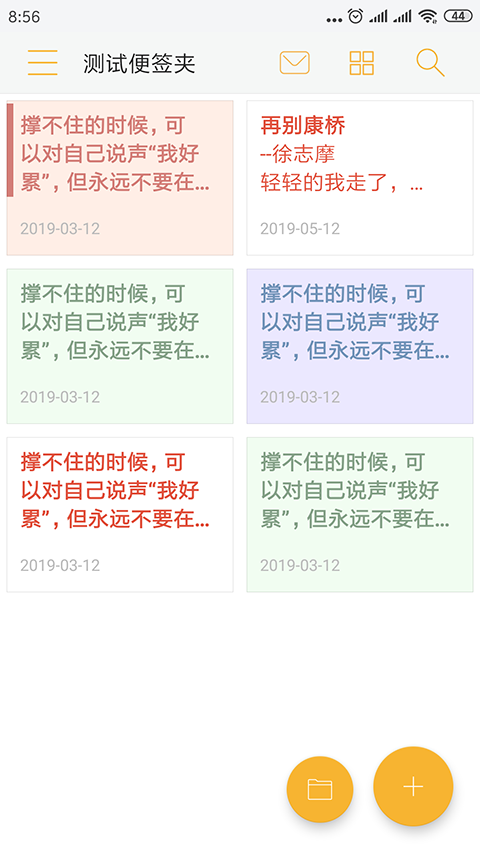 8:56
44
测试便签夹
撑不住的时候，可
以对自己说声“我好
累”，但永远不要在...
2019-03-12
再别康桥
--徐志摩
轻轻的我走了，...
2019-05-12
撑不住的时候，可
以对自己说声“我好
累”，但永远不要在...
2019-03-12
撑不住的时候，可
以对自己说声“我好
累”，但永远不要在...
2019-03-12
撑不住的时候，可
以对自己说声“我好
累”，但永远不要在...
2019-03-12
撑不住的时候，可
以对自己说声“我好
累”，但永远不要在...
2019-03-12